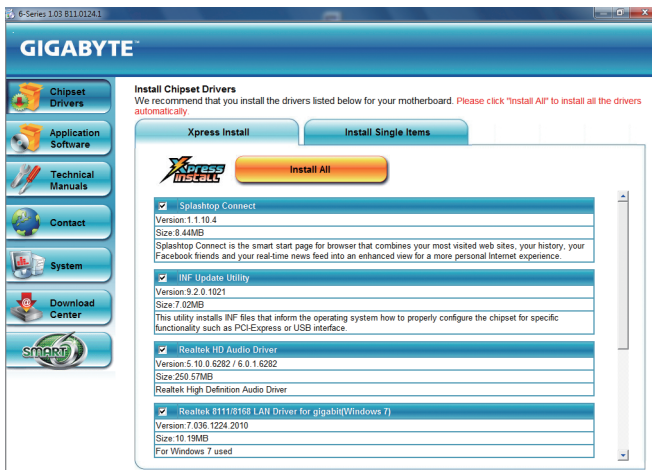 6-Series 1.03 B11.0124.1
GIGABYTE™
Chipset
Drivers
Application
Software
Technical
Manuals
Contact
System
Download
Center
SMART 6
Install Chipset Drivers
We recommend that you install the drivers listed below for your motherboard. Please click "Install All" to install all the drivers
automatically.
Xpress Install
Install Single Items
Xpress
INSTALL
Install All
Splashtop Connect
Version:1.1.10.4
Size:8.44MB
Splashtop Connect is the smart start page for browser that combines your most visited web sites, your history, your
Facebook friends and your real-time news feed into an enhanced view for a more personal Internet experience.
INF Update Utility
Version:9.2.0.1021
Size:7.02MB
This utility installs INF files that inform the operating system how to properly configure the chipset for specific
functionality such as PCI-Express or USB interface.
Realtek HD Audio Driver
Version:5.10.0.6282 / 6.0.1.6282
Size:250.57MB
Realtek High Definition Audio Driver
Realtek 8111/8168 LAN Driver for gigabit(Windows 7)
Version:7.036.1224.2010
Size:10.19MB
For Windows 7 used